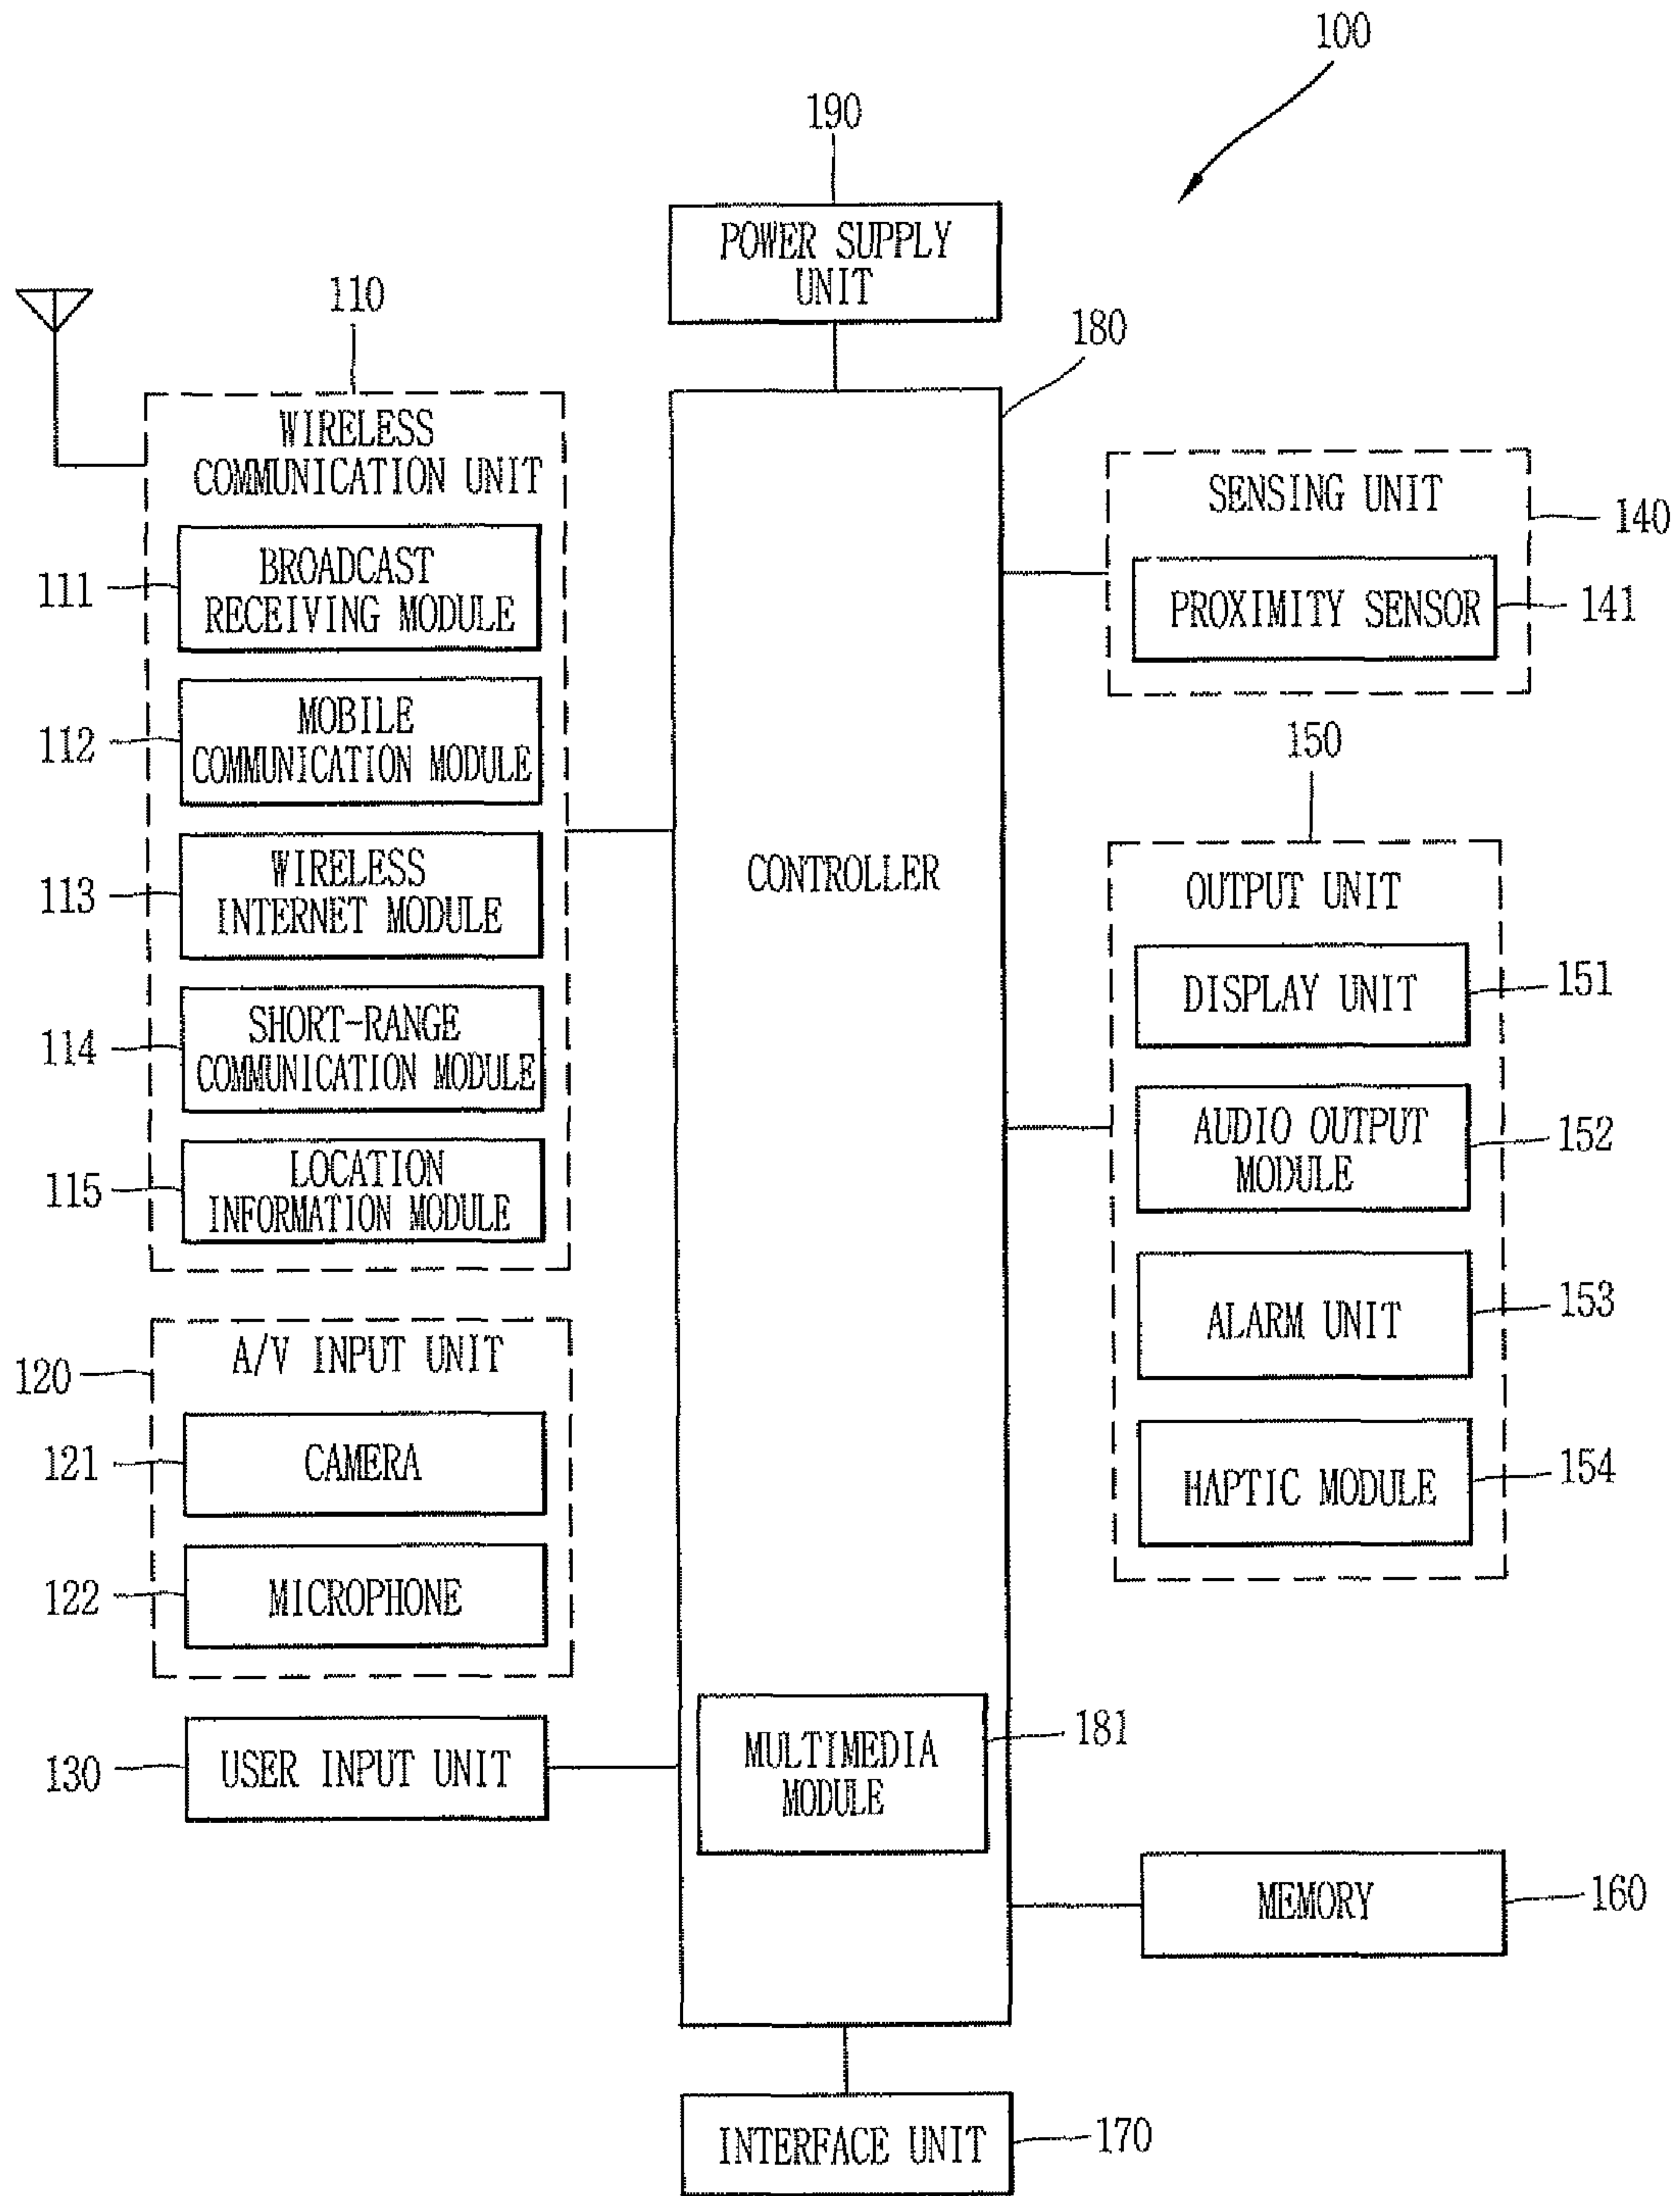 100
190
POWER SUPPLY
UNIT
110
180
WIRELESS
COMMUNICATION UNIT
111
BROADCAST
RECEIVING MODULE
112
MOBILE
COMMUNICATION MODULE
113
WIRELESS
INTERNET MODULE
114
SHORT-RANGE
COMMUNICATION MODULE
115
LOCATION
INFORMATION MODULE
120
A/V INPUT UNIT
121
CAMERA
122
MICROPHONE
130
USER INPUT UNIT
CONTROLLER
MULTIMEDIA
MODULE
181
SENSING UNIT
140
PROXIMITY SENSOR
141
150
OUTPUT UNIT
DISPLAY UNIT
151
AUDIO OUTPUT
MODULE
152
ALARM UNIT
153
HAPTIC MODULE
154
MEMORY
160
INTERFACE UNIT
170